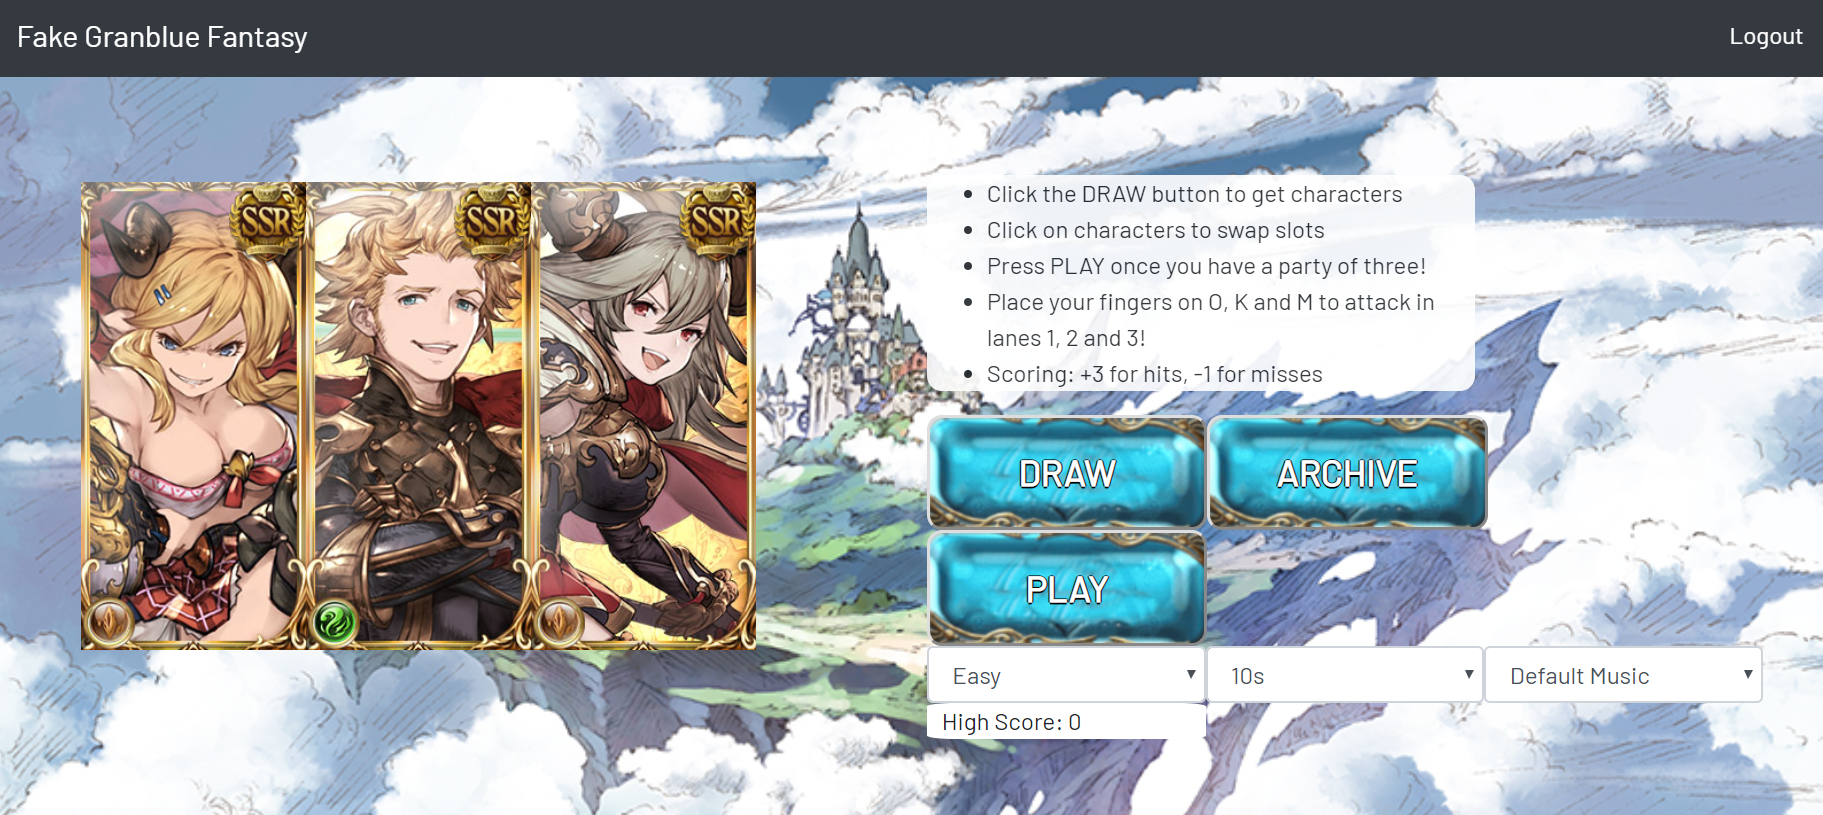 Fake Granblue Fantasy
Logout
SSR
SSR
SSR
Click the DRAW button to get characters
Click on characters to swap slots
Press PLAY once you have a party of three!
Place your fingers on O, K and M to attack in
lanes 1, 2 and 3!
Scoring: +3 for hits, -1 for misses
DRAW
ARCHIVE
PLAY
Easy
10s
Default Music
High Score: 0